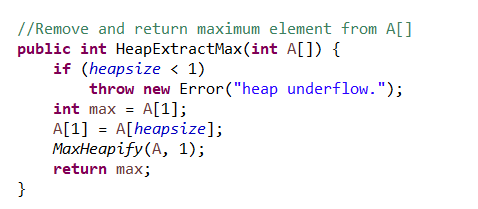 //Remove and return maximum element from A[]
public int HeapExtractMax(int A[]) {
    if (heapsize < 1)
        throw new Error("heap underflow.");
    int max = A[1];
    A[1] = A[heapsize];
    MaxHeapify(A, 1);
    return max;
}